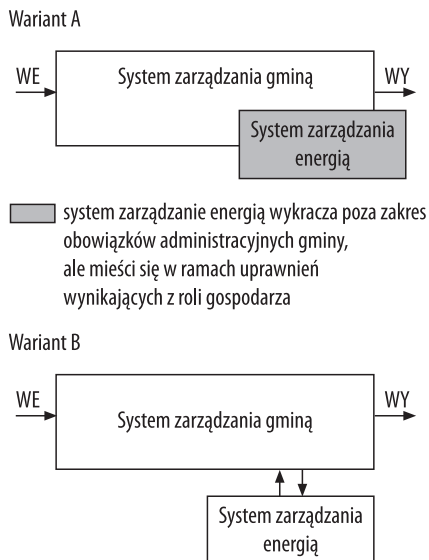 Wariant A
WE
System zarządzania gminą
WY
System zarządzania
energią
system zarządzanie energią wykracza poza zakres
obowiązków administracyjnych gminy,
ale mieści się w ramach uprawnień
wynikających z roli gospodarza
Wariant B
WE
System zarządzania gminą
WY
System zarządzania
energią